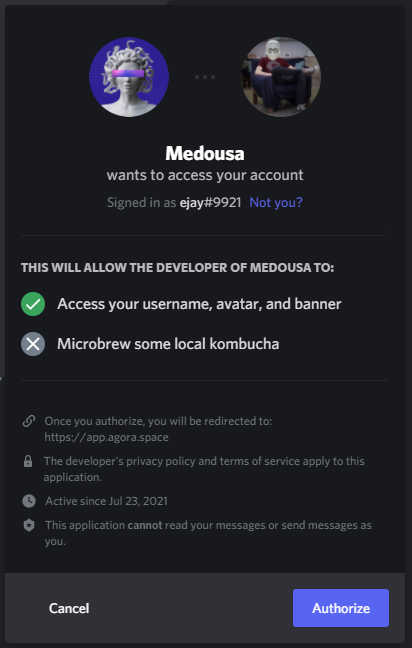 Medousa
wants to access your account
Signed in as ejay#9921 Not you?
THIS WILL ALLOW THE DEVELOPER OF MEDOUSA TO:
Access your username, avatar, and banner
Microbrew some local kombucha
Once you authorize, you will be redirected to:
https://app.agora.space
The developer's privacy policy and terms of service apply to this
application.
Active since Jul 23, 2021
This application cannot read your messages or send messages as
you.
Cancel
Authorize